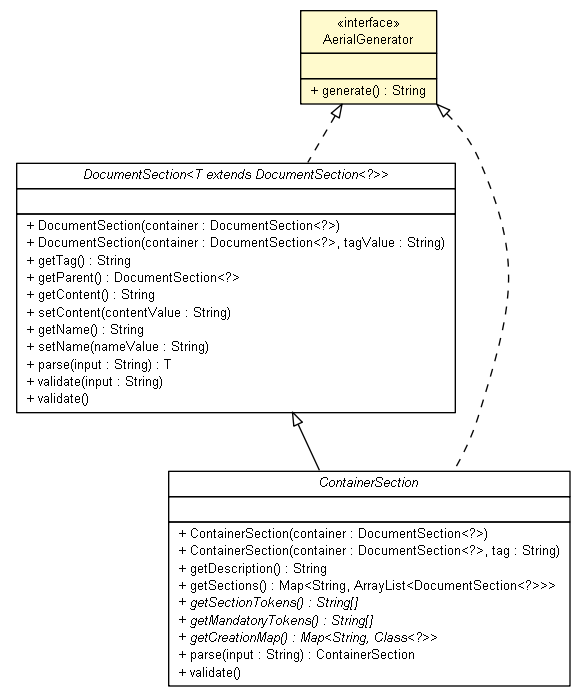 «interface»
AerialGenerator
+ generate() : String
DocumentSection<T extends DocumentSection<?>>
+ DocumentSection(container : DocumentSection<?>)
+ DocumentSection(container : DocumentSection<?>, tagValue : String)
+ getTag() : String
+ getParent() : DocumentSection<?>
+ getContent() : String
+ setContent(contentValue : String)
+ getName() : String
+ setName(nameValue : String)
+ parse(input : String) : T
+ validate(input : String)
+ validate()
ContainerSection
+ ContainerSection(container : DocumentSection<?>)
+ ContainerSection(container : DocumentSection<?>, tag : String)
+ getDescription() : String
+ getSections() : Map<String, ArrayList<DocumentSection<?>>>
+ getSectionTokens() : String[]
+ getMandatoryTokens() : String[]
+ getCreationMap() : Map<String, Class<?>>
+ parse(input : String) : ContainerSection
+ validate()